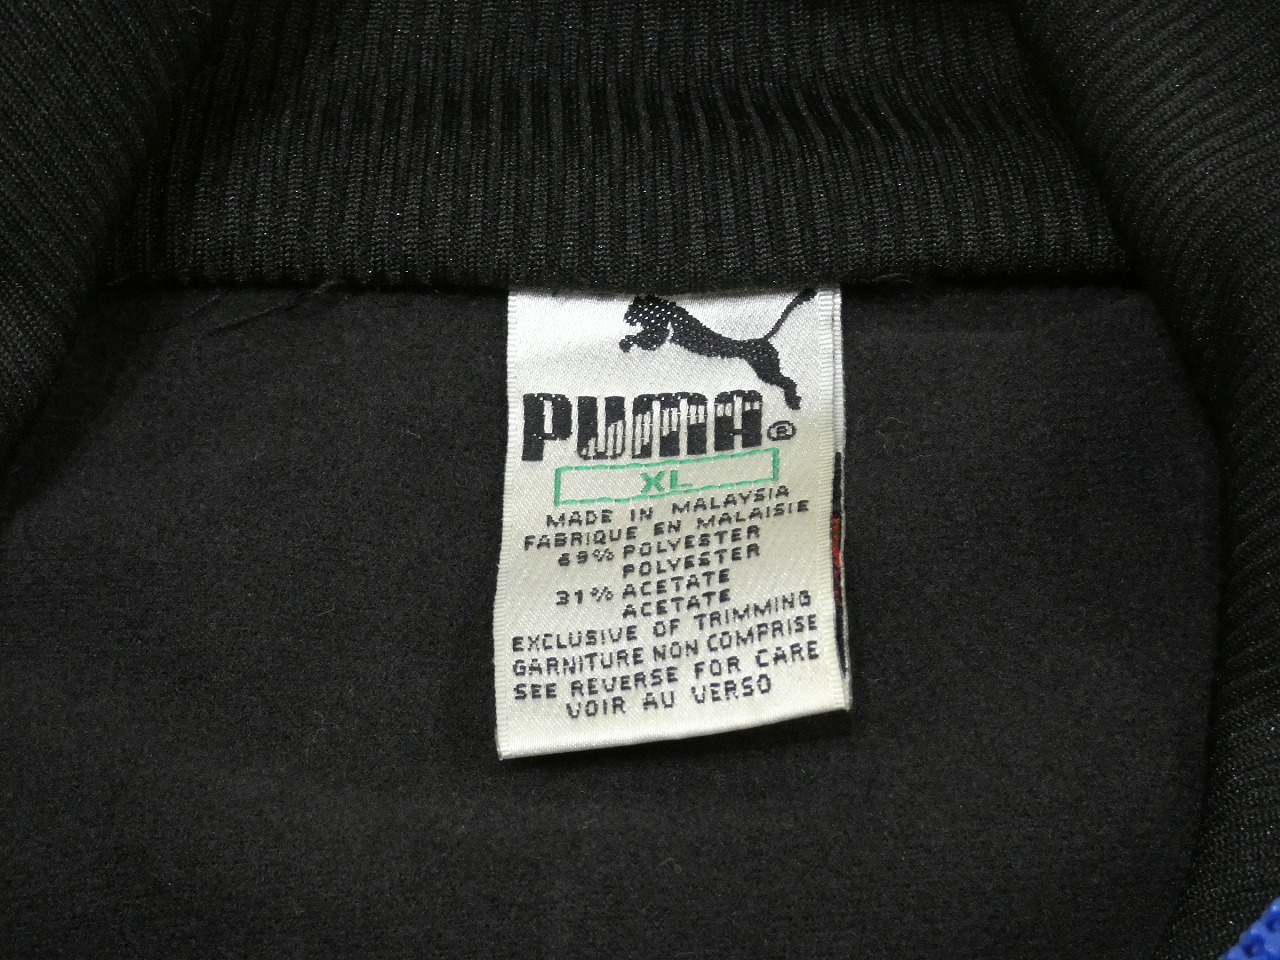 PUMA®
XL
MADE IN MALAYSIA
FABRIQUE EN MALAISIE
69% POLYESTER
POLYESTER
31% ACETATE
ACETATE
EXCLUSIVE OF TRIMMING
GARNITURE NON COMPRISE
SEE REVERSE FOR CARE
VOIR AU VERSO